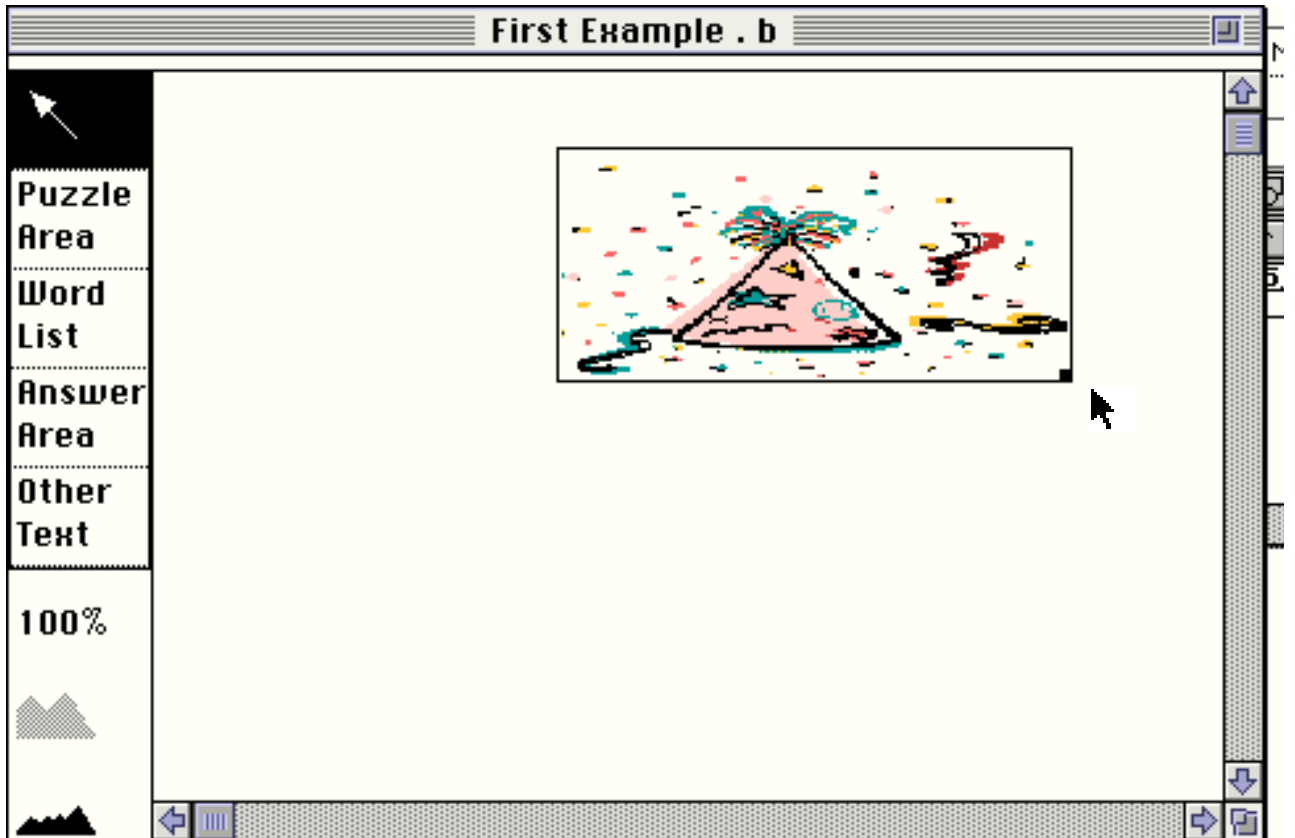 First Example . b
Puzzle
Area
Word
List
Answer
Area
Other
Text
100%